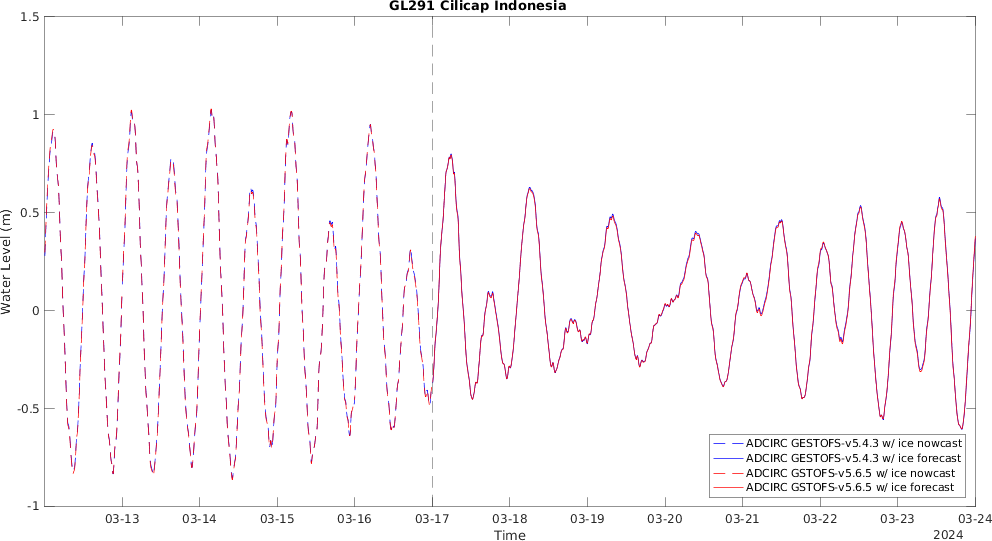 GL291 Cilicap Indonesia
Water Level (m)
1.5
1
0.5
0
-0.5
-1
03-13 03-14 03-15 03-16 03-17 03-18 03-19 03-20 03-21 03-22 03-23 03-24
Time
2024
ADCIRC GESTOFS-v5.4.3 w/ ice nowcast
ADCIRC GESTOFS-v5.4.3 w/ ice forecast
ADCIRC GSTOFS-v5.6.5 w/ ice nowcast
ADCIRC GSTOFS-v5.6.5 w/ ice forecast